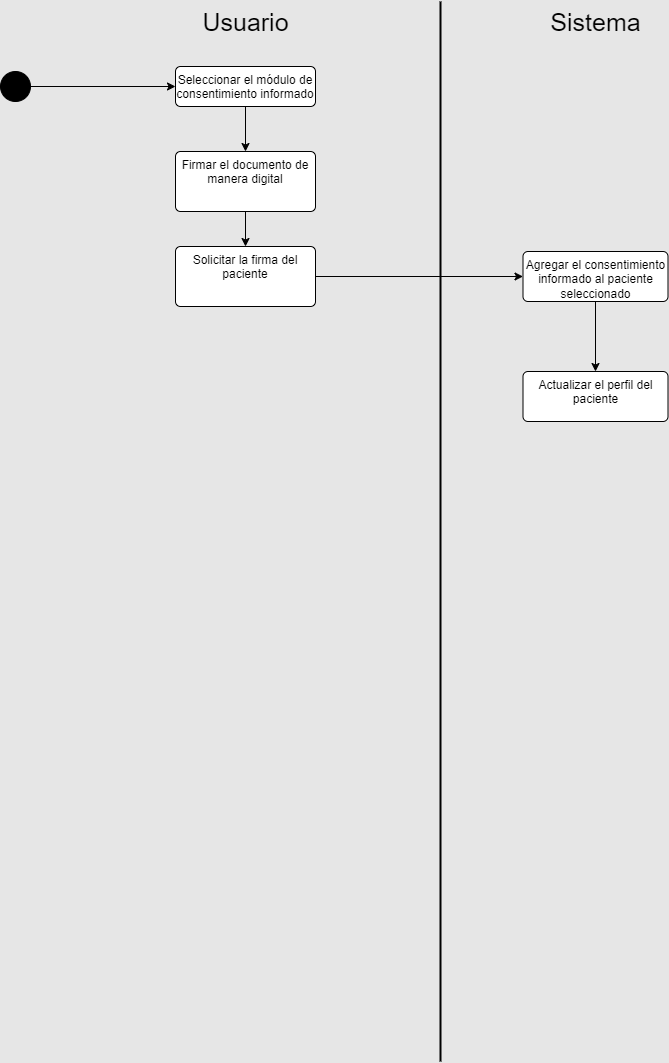 Usuario
Sistema
Seleccionar el módulo de
consentimiento informado
Firmar el documento de
manera digital
Solicitar la firma del
paciente
Agregar el consentimiento
informado al paciente
seleccionado
Actualizar el perfil del
paciente